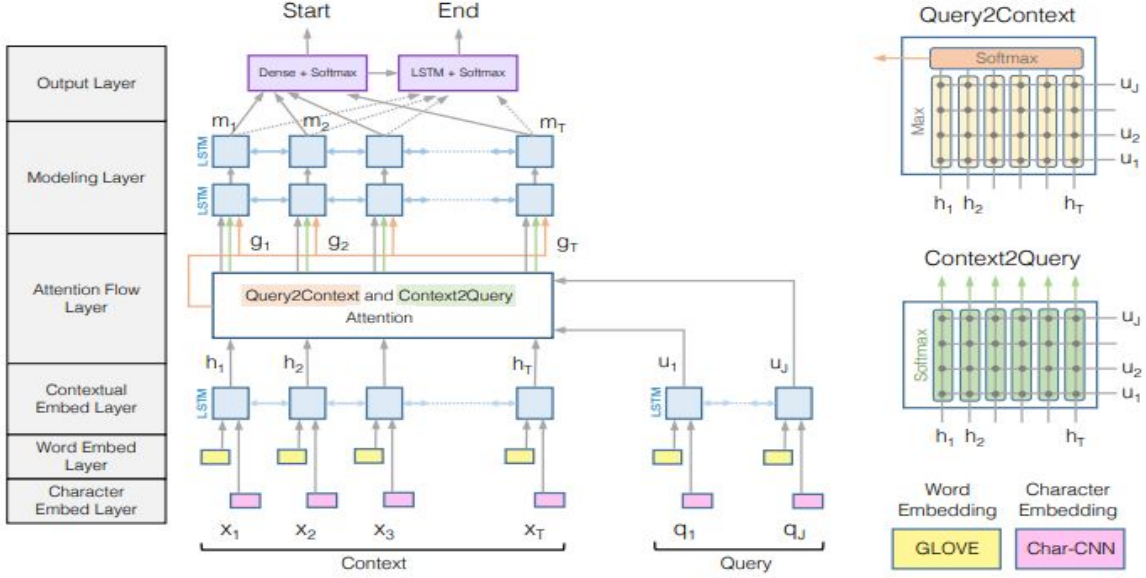 Start End
Output Layer
Dense + Softmax
LSTM + Softmax
m1 m2 mT
Modeling Layer
LSTM
LSTM
g1 g2 gT
Attention Flow
Layer
Query2Context and Context2Query
Attention
h1 h2 hT
u1 uJ
Contextual
Embed Layer
LSTM
LSTM
Word Embed
Layer
Character
Embed Layer
x1 x2 x3 xT
q1 qJ
Context
Query
Query2Context
Softmax
Max
uJ
u2
u1
h1 h2 hT
Context2Query
Softmax
uJ
u2
u1
h1 h2 hT
Word
Embedding
GLOVE
Character
Embedding
Char-CNN